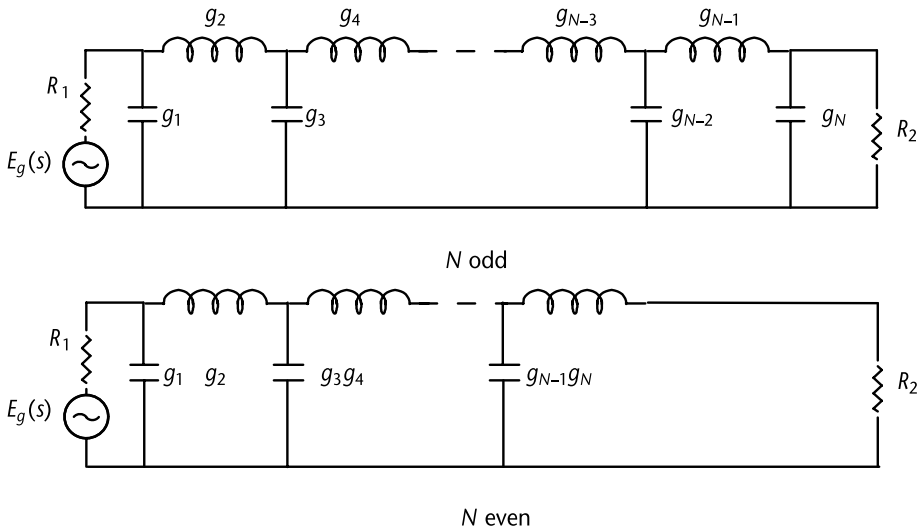 g2 g4 gN–3 gN–1
R1 g1 g3 gN–2 gN R2
Eg(s)
N odd
R1 g1 g2 g3g4 gN–1gN R2
Eg(s)
N even